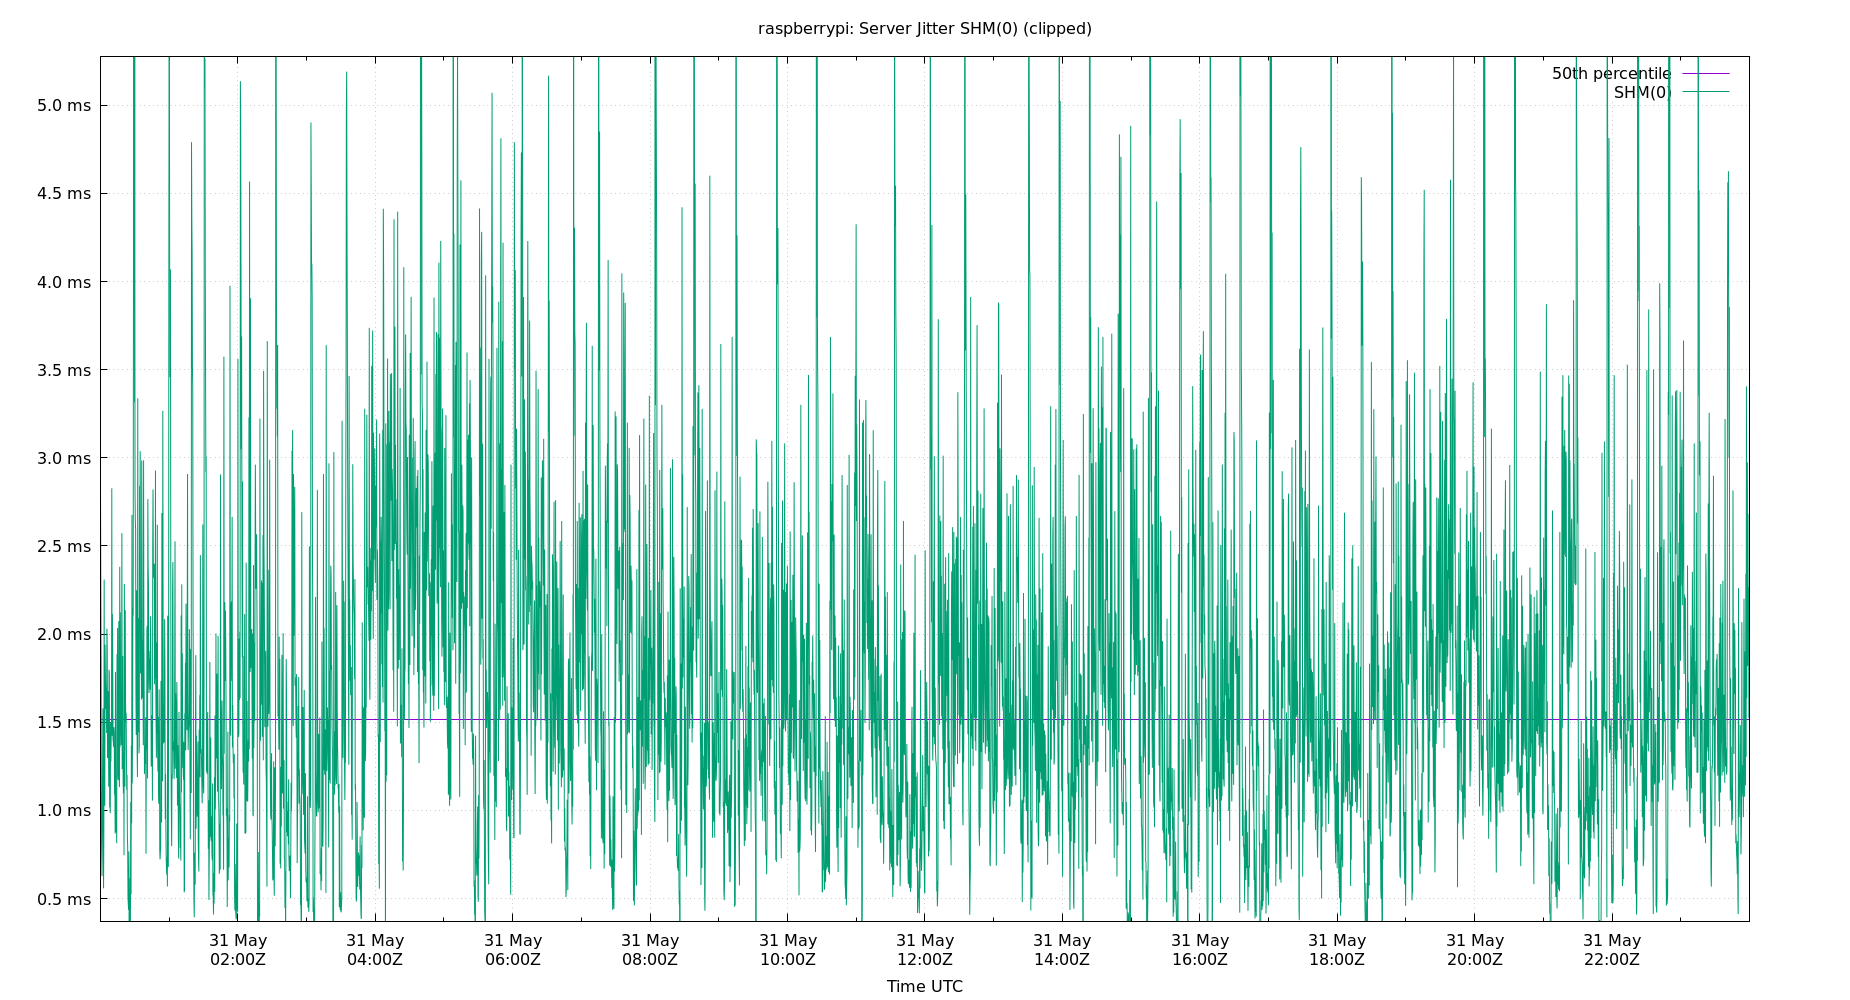 raspberrypi: Server Jitter SHM(0) (clipped)
50th percentile
SHM(0)
5.0 ms
4.5 ms
4.0 ms
3.5 ms
3.0 ms
2.5 ms
2.0 ms
1.5 ms
1.0 ms
0.5 ms
31 May 31 May 31 May 31 May 31 May 31 May 31 May 31 May 31 May 31 May 31 May
02:00Z 04:00Z 06:00Z 08:00Z 10:00Z 12:00Z 14:00Z 16:00Z 18:00Z 20:00Z 22:00Z
Time UTC